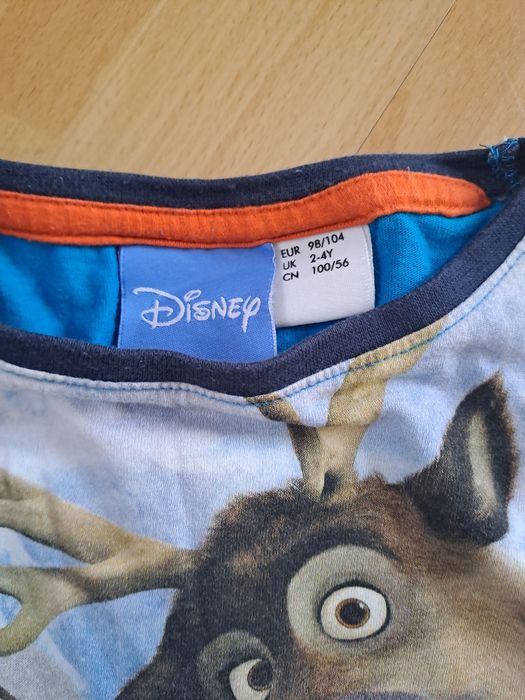 Disney
EUR 98/104
UK 2-4Y
CN 100/56